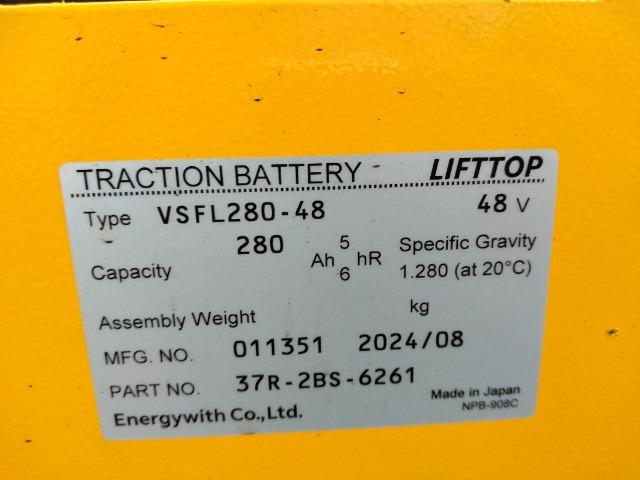 TRACTION BATTERY LIFTTOP
Type VSFL280-48 48 V
Capacity 280 Ah 5 6 hR Specific Gravity
1.280 (at 20°C)
Assembly Weight kg
MFG. NO. 011351 2024/08
PART NO. 37R-2BS-6261 Made in Japan
Energywith Co.,Ltd. NPB-908C